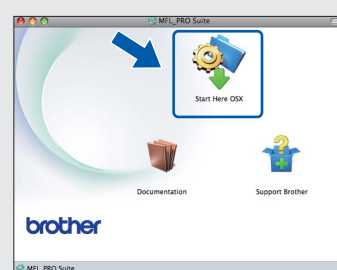 MFL_PRO Suite
Start Here OSX
Documentation
Support Brother
brother
MFL_PRO Suite